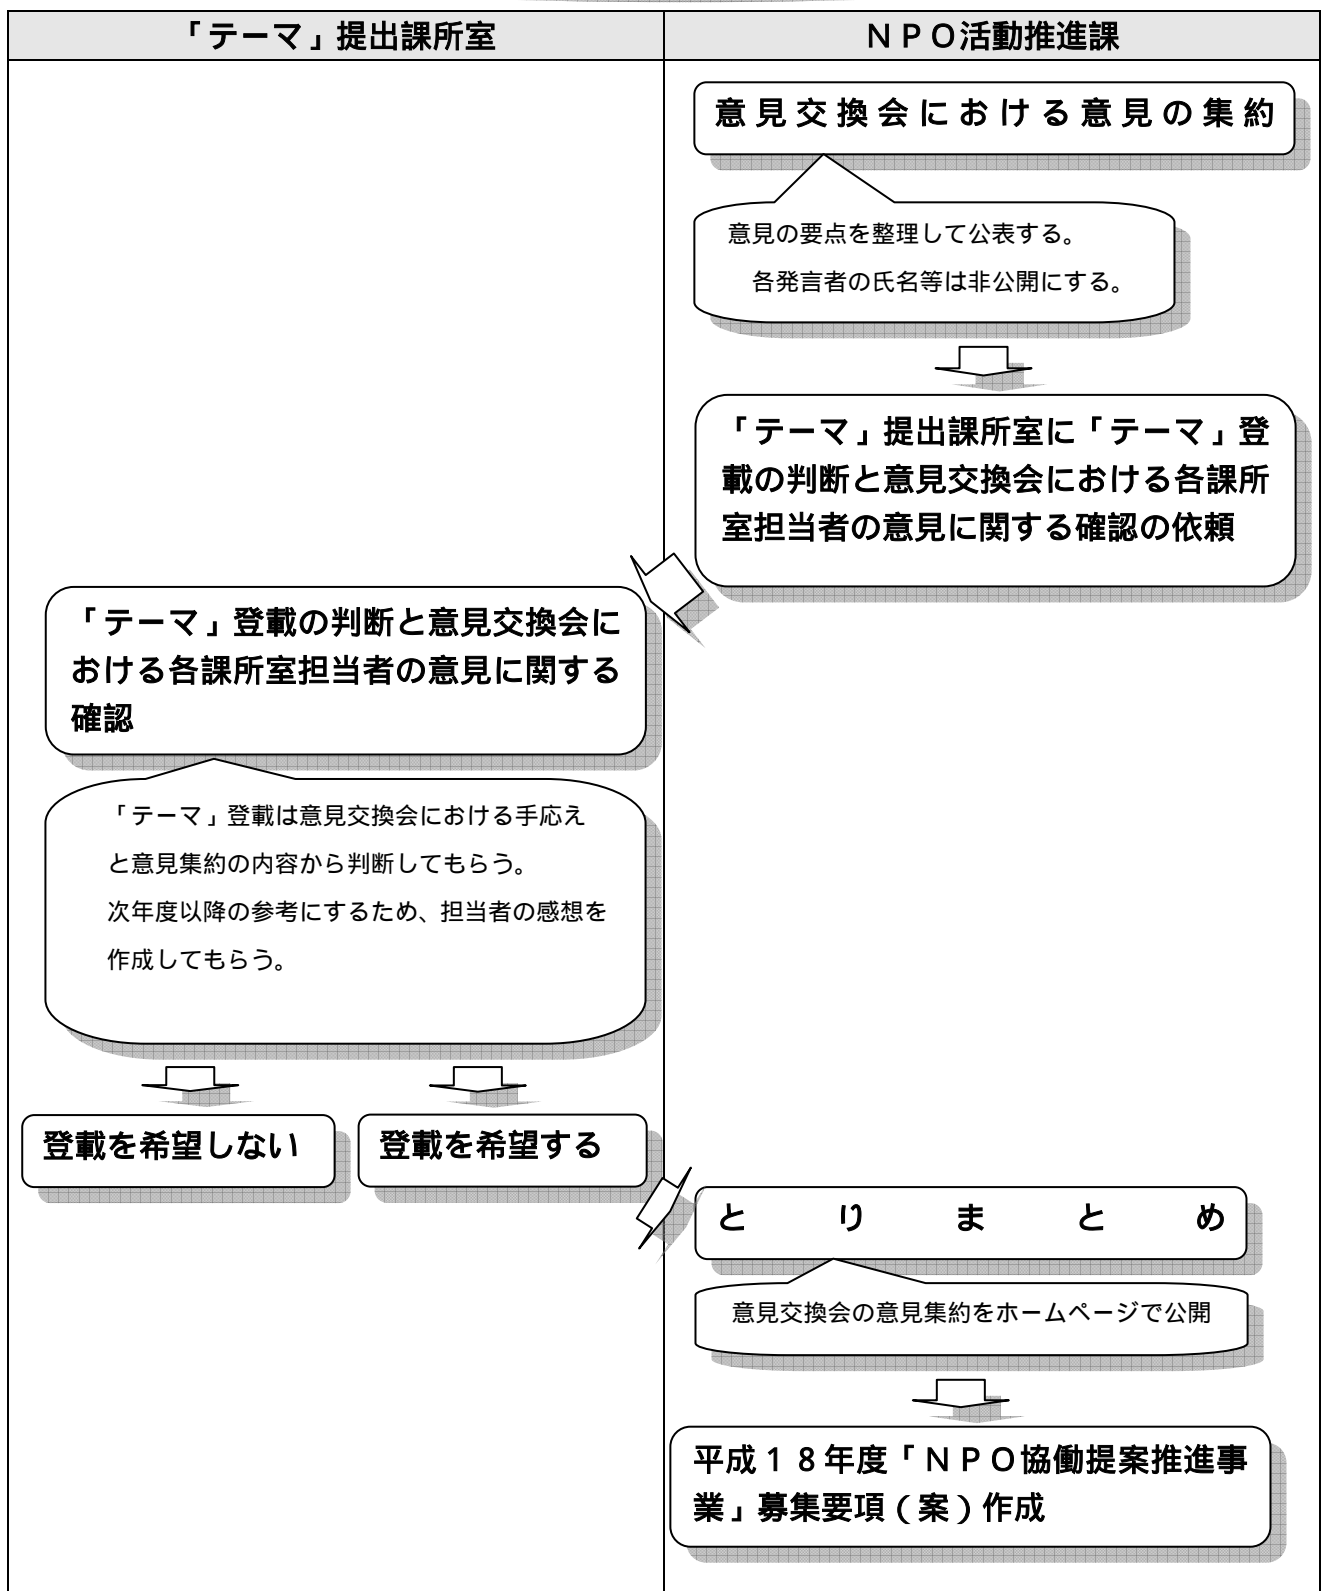 「テーマ」提出課所室
ＮＰＯ活動推進課
意見交換会における意見の集約
意見の要点を整理して公表する。
各発言者の氏名等は非公開にする。
「テーマ」提出課所室に「テーマ」登
載の判断と意見交換会における各課所
室担当者の意見に関する確認の依頼
「テーマ」登載の判断と意見交換会に
おける各課所室担当者の意見に関する
確認
「テーマ」登載は意見交換会における手応え
と意見集約の内容から判断してもらう。
次年度以降の参考にするため、担当者の感想を
作成してもらう。
登載を希望しない
登載を希望する
とりまとめ
意見交換会の意見集約をホームページで公開
平成１８年度「ＮＰＯ協働提案推進事
業」募集要項（案）作成